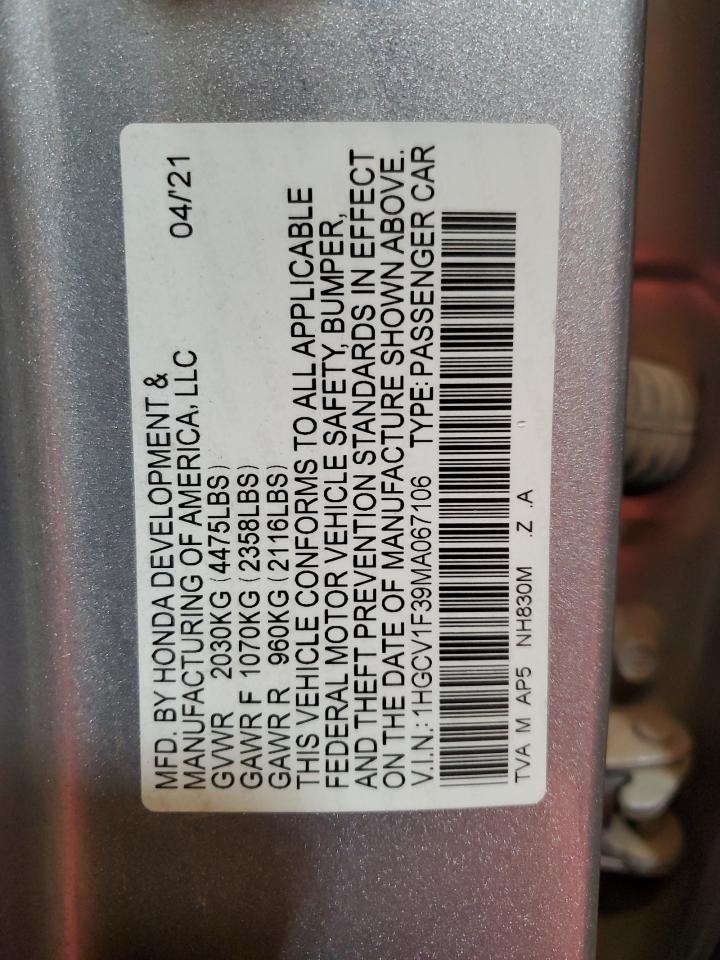 MFD. BY HONDA DEVELOPMENT &
MANUFACTURING OF AMERICA, LLC 04/'21
GVWR 2030KG (4475LBS)
GAWR F 1070KG (2358LBS)
GAWR R 960KG (2116LBS)
THIS VEHICLE CONFORMS TO ALL APPLICABLE
FEDERAL MOTOR VEHICLE SAFETY, BUMPER,
AND THEFT PREVENTION STANDARDS IN EFFECT
ON THE DATE OF MANUFACTURE SHOWN ABOVE.
V.I.N.: 1HGCV1F39MA067106 TYPE: PASSENGER CAR
TVA M AP5 NH830M .Z .A